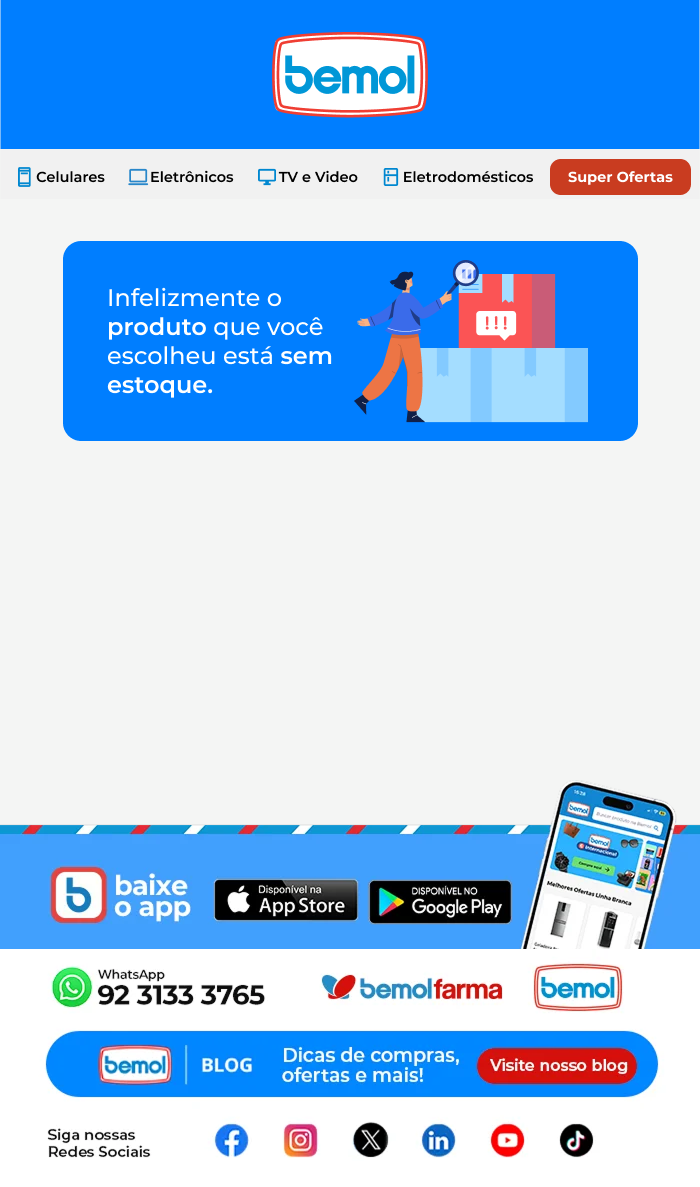 bemol
Celulares
Eletrônicos
TV e Video
Eletrodomésticos
Super Ofertas
Infelizmente o
produto que você
escolheu está sem
estoque.
!!!
bemol
Internacional
Melhores Ofertas Linha Branca
baixe
o app
Disponível na
App Store
DISPONÍVEL NO
Google Play
WhatsApp
92 3133 3765
bemolfarma
bemol
bemol
BLOG
Dicas de compras,
ofertas e mais!
Visite nosso blog
Siga nossas
Redes Sociais